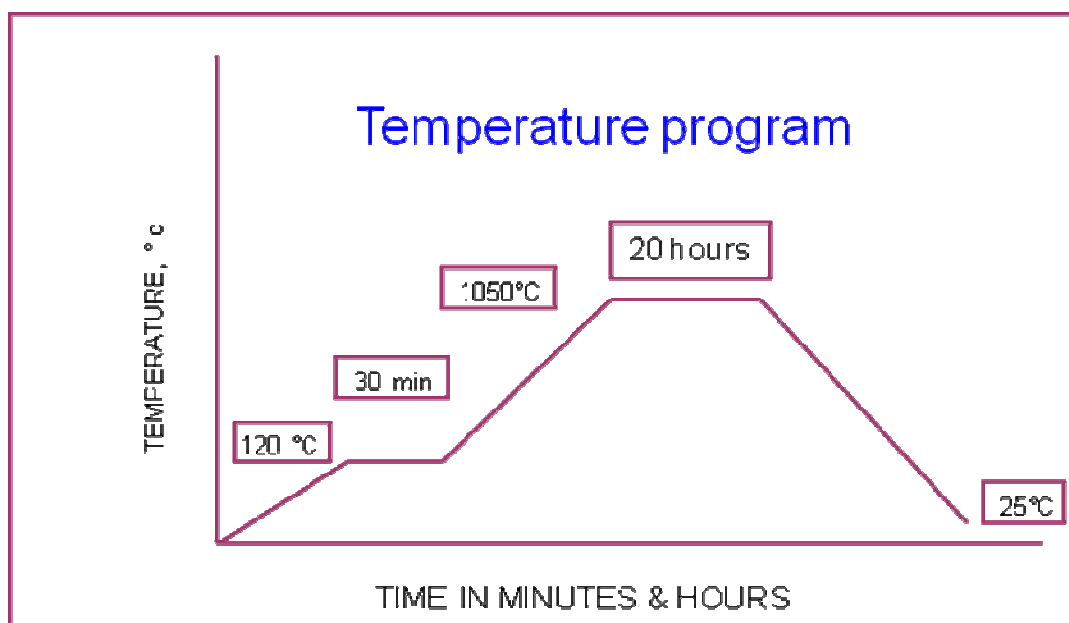 Temperature program
TEMPERATURE, °c
20 hours
1050°C
30 min
120 °C
25°C
TIME IN MINUTES & HOURS